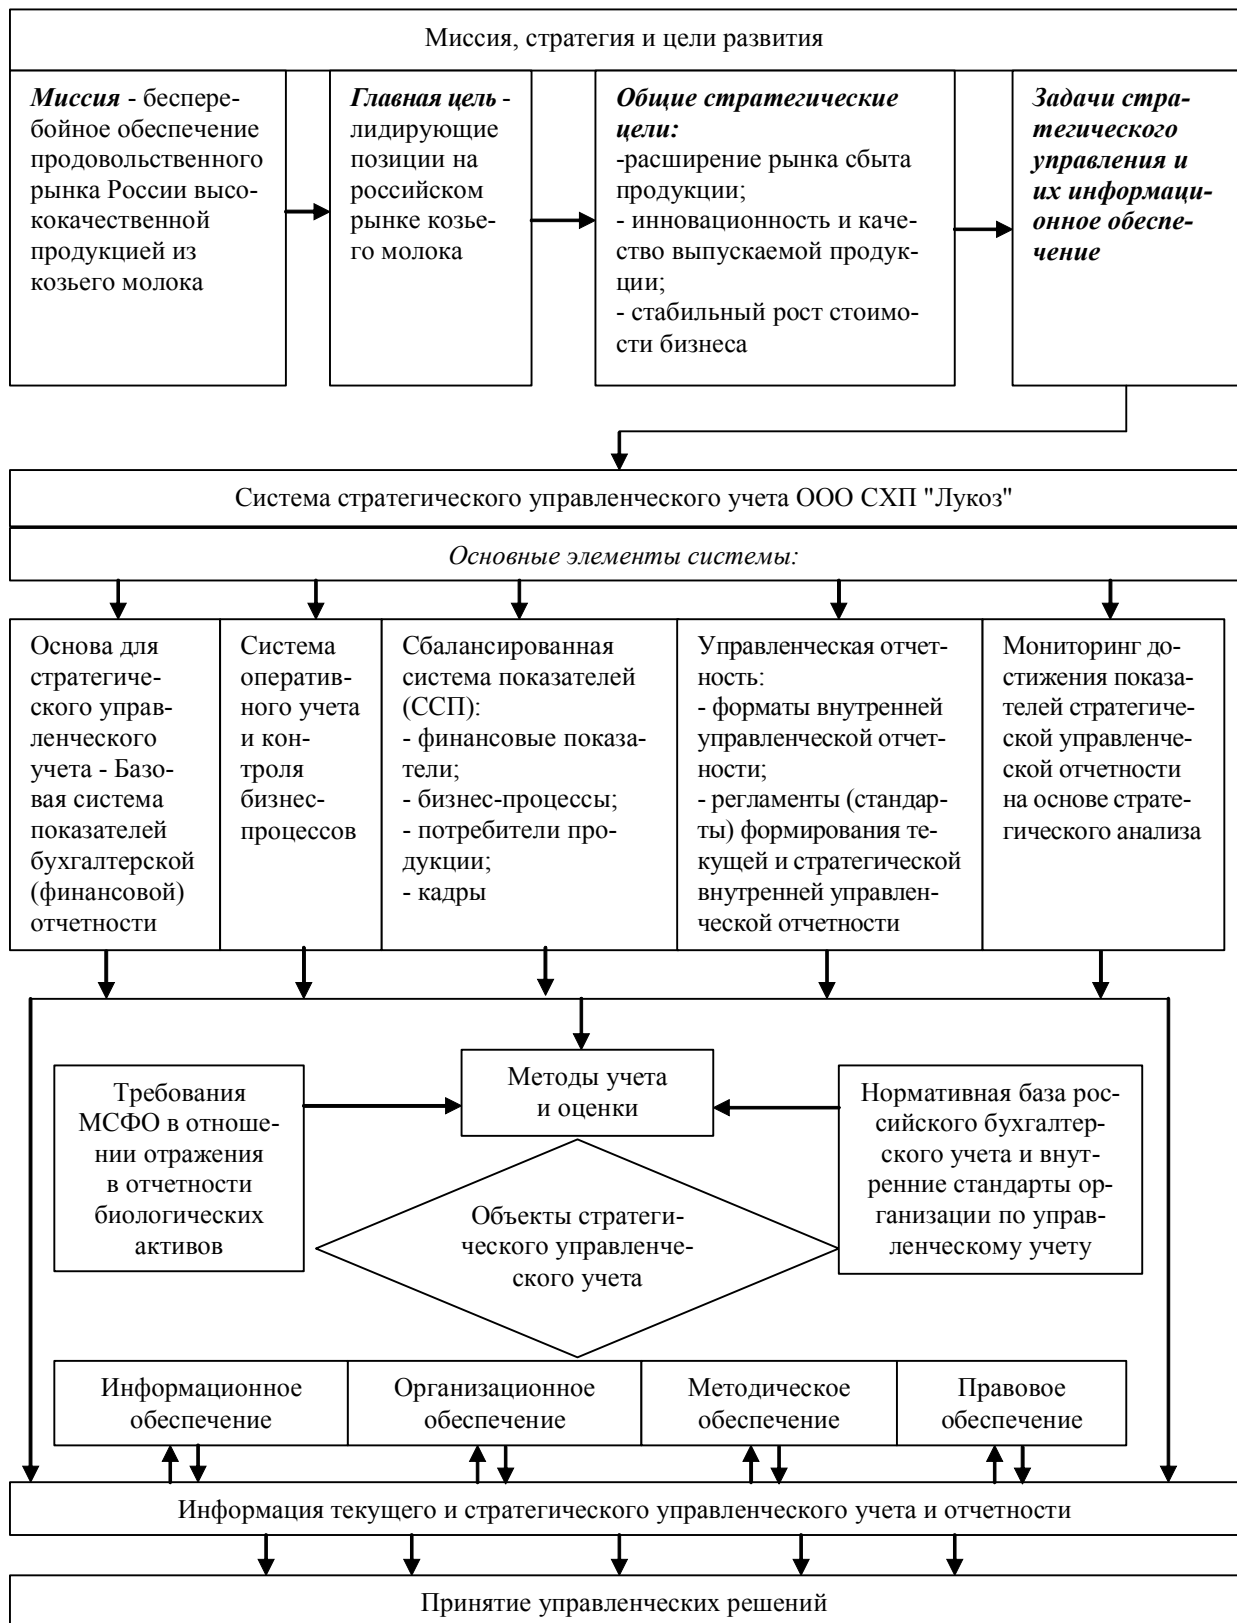 Миссия, стратегия и цели развития
Миссия - беспере-
бойное обеспечение
продовольственного
рынка России высо-
кокачественной
продукцией из
козьего молока
Главная цель -
лидирующие
позиции на
российском
рынке козье-
го молока
Общие стратегические
цели:
-расширение рынка сбыта
продукции;
- инновационность и каче-
ство выпускаемой продук-
ции;
- стабильный рост стоимо-
сти бизнеса
Задачи стра-
тегического
управления и
их информаци-
онное обеспе-
чение
Система стратегического управленческого учета ООО СХП "Лукоз"
Основные элементы системы:
Основа для
стратегиче-
ского управ-
ленческого
учета - Базо-
вая система
показателей
бухгалтерской
(финансовой)
отчетности
Система
оператив-
ного учета
и кон-
троля
бизнес-
процессов
Сбалансированная
система показателей
(ССП):
- финансовые показа-
тели;
- бизнес-процессы;
- потребители про-
дукции;
- кадры
Управленческая отчет-
ность:
- форматы внутренней
управленческой отчет-
ности;
- регламенты (стандар-
ты) формирования те-
кущей и стратегической
внутренней управлен-
ческой отчетности
Мониторинг до-
стижения показа-
телей стратегиче-
ской управленче-
ской отчетности
на основе страте-
гического анализа
Методы учета
и оценки
Требования
МСФО в отноше-
нии отражения
в отчетности
биологических
активов
Нормативная база рос-
сийского бухгалтер-
ского учета и внут-
ренние стандарты ор-
ганизации по управ-
ленческому учету
Объекты стратеги-
ческого управленче-
ского учета
Информационное
обеспечение
Организационное
обеспечение
Методическое
обеспечение
Правовое
обеспечение
Информация текущего и стратегического управленческого учета и отчетности
Принятие управленческих решений